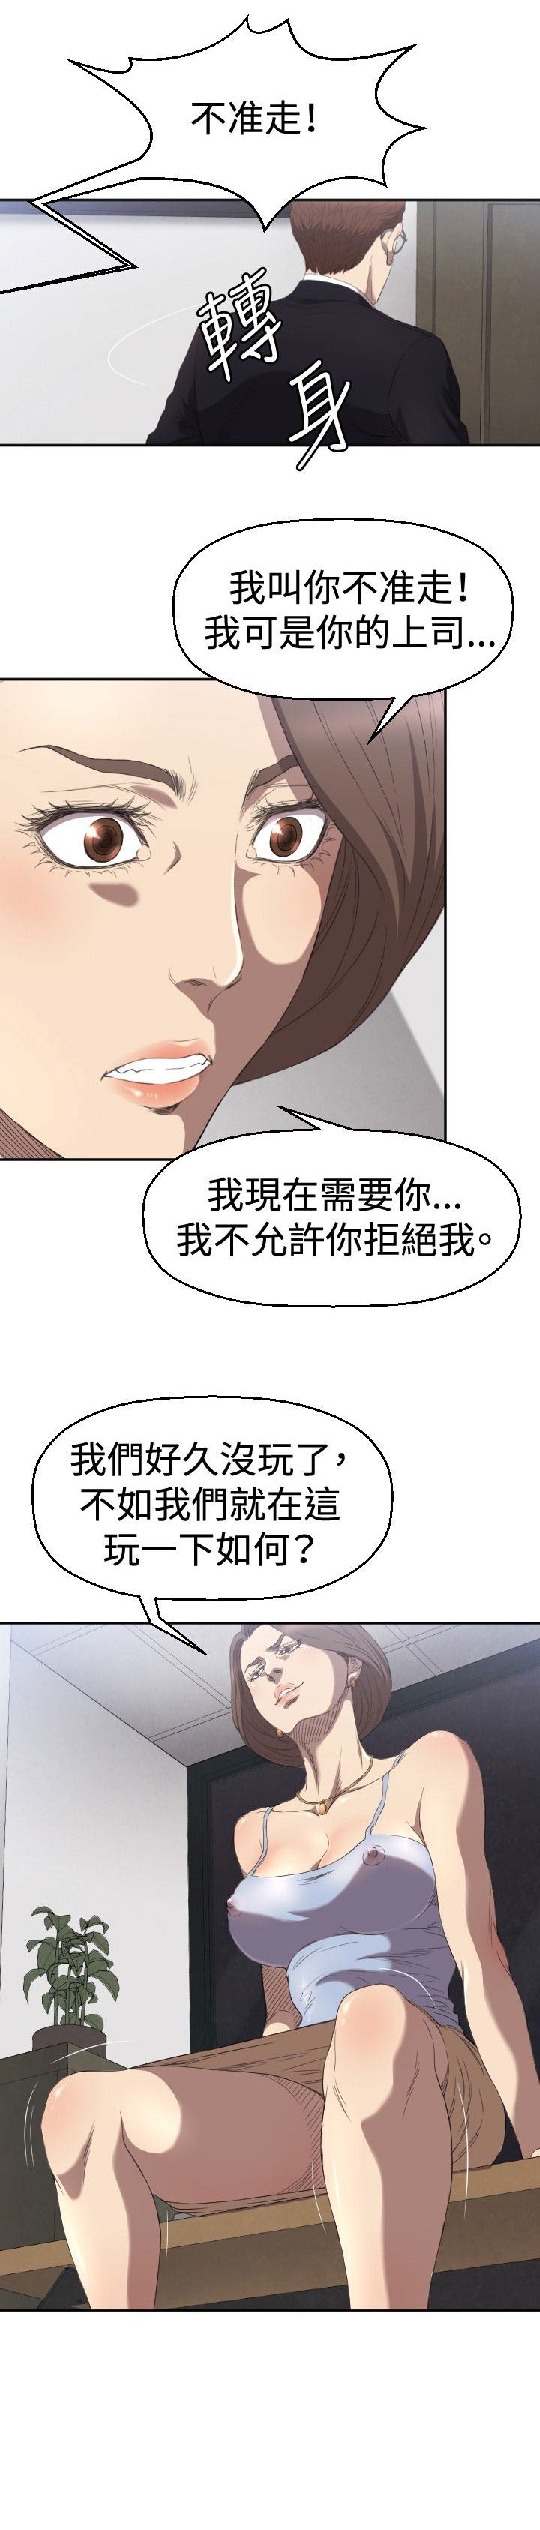 不准走!
轉身
我叫你不准走!
我可是你的上司...
我現在需要你...
我不允許你拒絕我。
我們好久沒玩了,
不如我們就在這
玩一下如何?